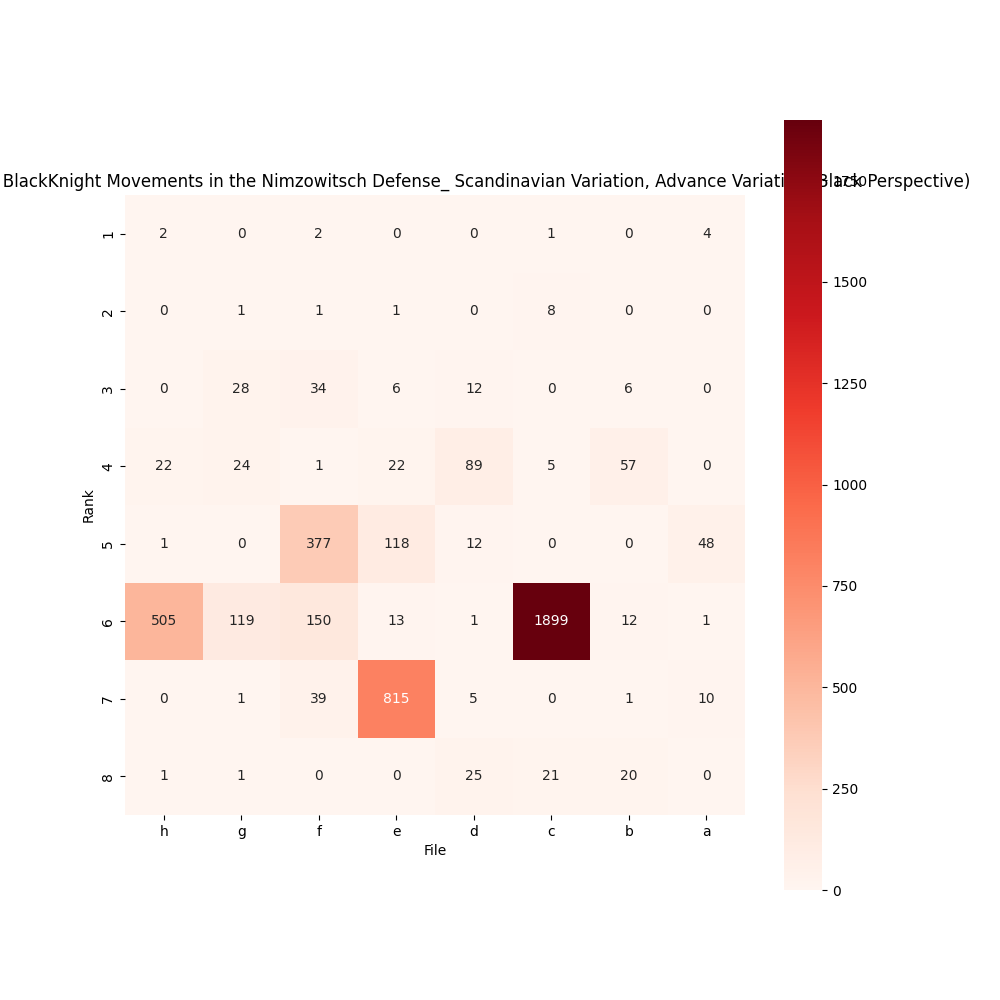 BlackKnight Movements in the Nimzowitsch Defense_ Scandinavian Variation, Advance Variation (Black Perspective)
1 2 0 2 0 0 1 0 4
2 0 1 1 1 0 8 0 0
3 0 28 34 6 12 0 6 0
4 22 24 1 22 89 5 57 0
5 1 0 377 118 12 0 0 48
6 505 119 150 13 1 1899 12 1
7 0 1 39 815 5 0 1 10
8 1 1 0 0 25 21 20 0
h g f e d c b a
File
Rank
1750
1500
1250
1000
750
500
250
0